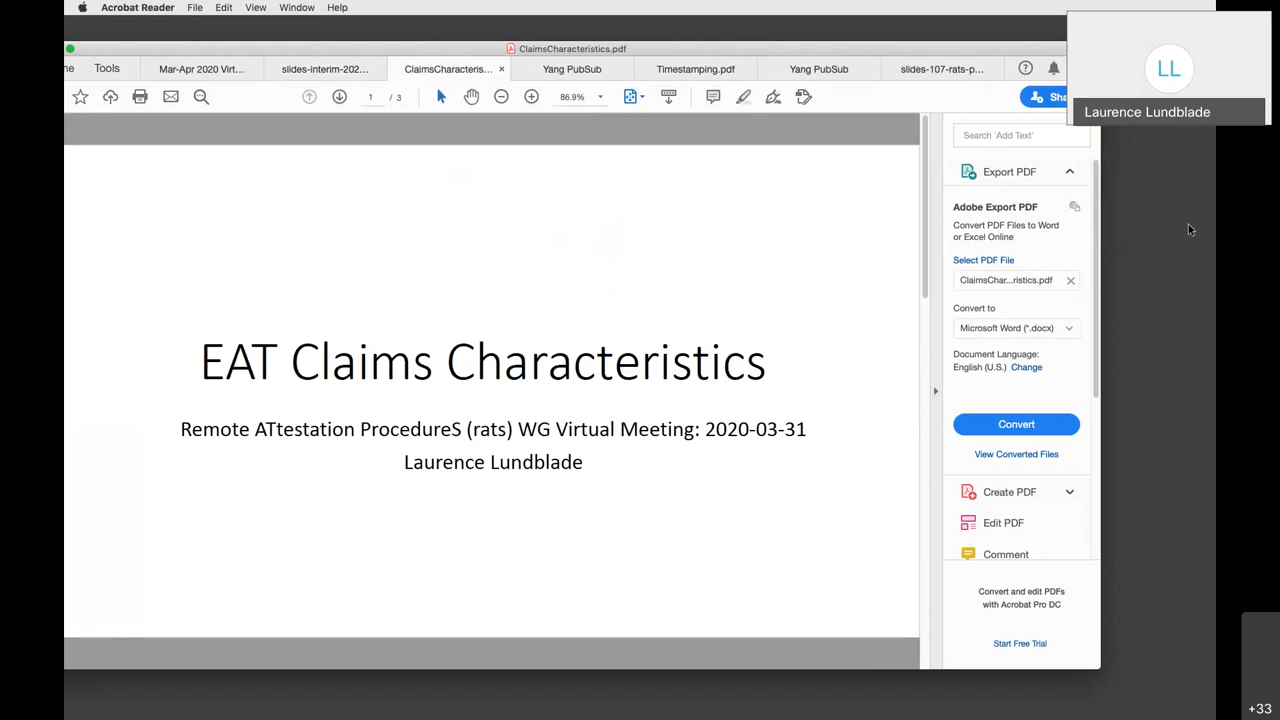 Acrobat Reader File Edit View Window Help
ClaimsCharacteristics.pdf
me Tools Mar-Apr 2020 Virt... slides-interim-202... ClaimsCharacteris... × Yang PubSub Timestamping.pdf Yang PubSub slides-107-rats-p...
1 / 3 86.9% Sha
LL
Laurence Lundblade
Search 'Add Text'
Export PDF
Adobe Export PDF
Convert PDF Files to Word
or Excel Online
Select PDF File
ClaimsChar...ristics.pdf
Convert to
Microsoft Word (*.docx)
Document Language:
English (U.S.) Change
Convert
View Converted Files
Create PDF
Edit PDF
Comment
Convert and edit PDFs
with Acrobat Pro DC
Start Free Trial
EAT Claims Characteristics
Remote ATtestation ProcedureS (rats) WG Virtual Meeting: 2020-03-31
Laurence Lundblade
+33